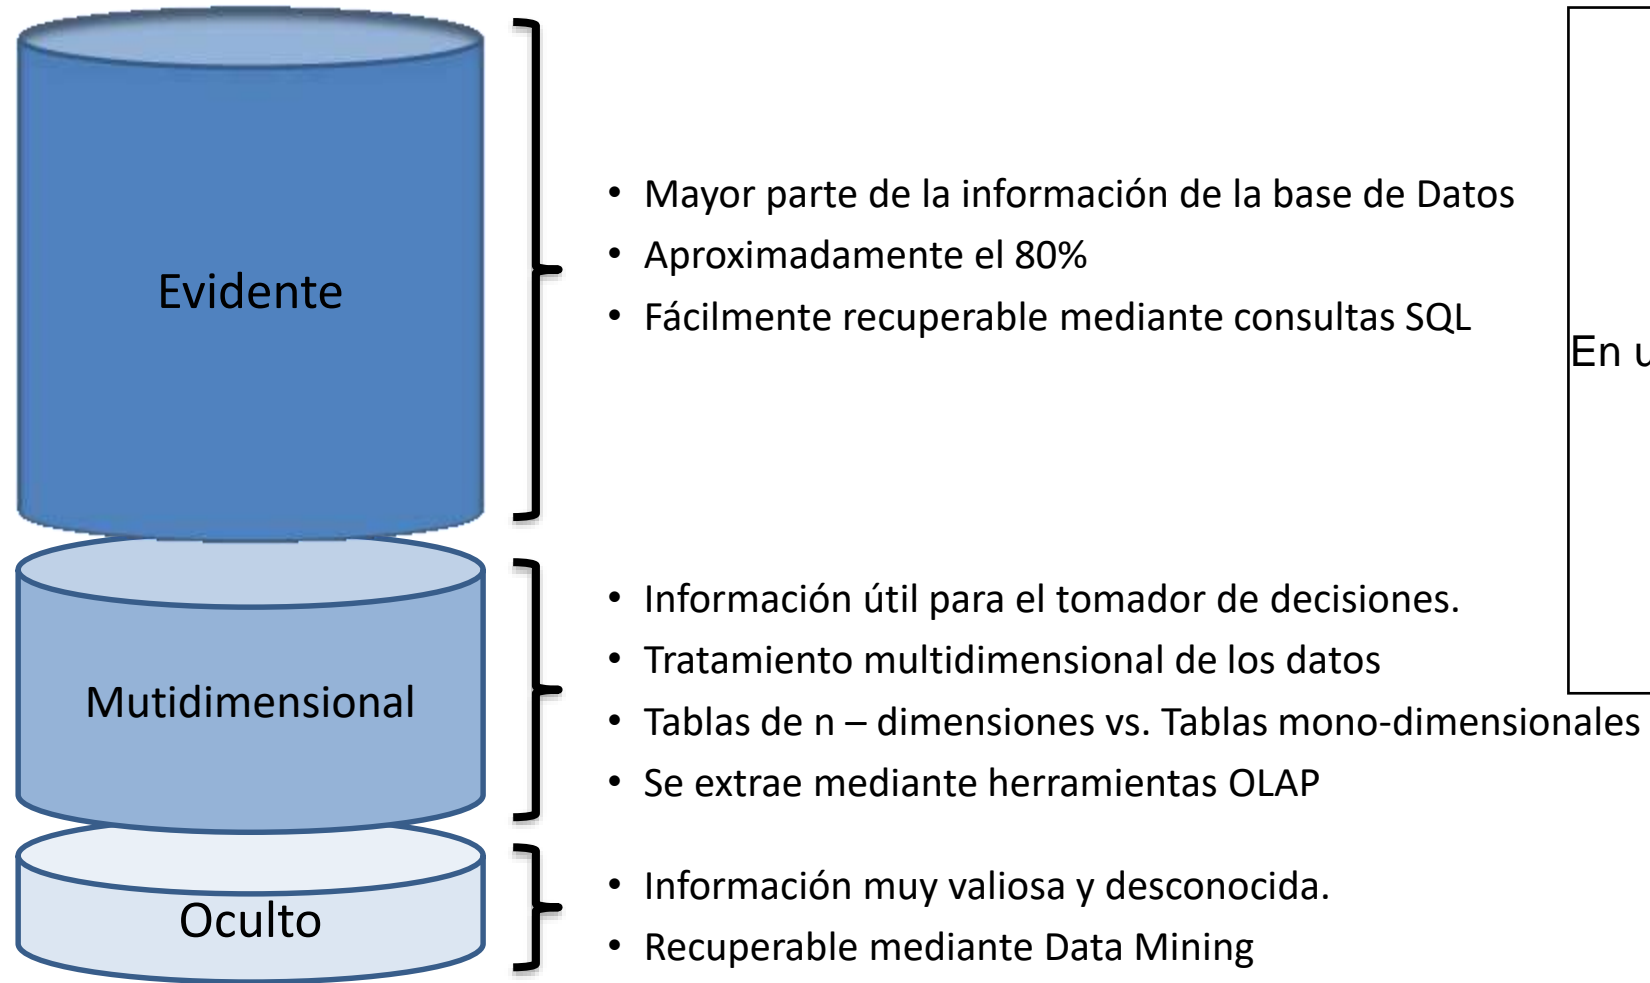 Evidente
• Mayor parte de la información de la base de Datos
• Aproximadamente el 80%
• Fácilmente recuperable mediante consultas SQL
En u
Mutidimensional
• Información útil para el tomador de decisiones.
• Tratamiento multidimensional de los datos
• Tablas de n – dimensiones vs. Tablas mono-dimensionales
• Se extrae mediante herramientas OLAP
Oculto
• Información muy valiosa y desconocida.
• Recuperable mediante Data Mining